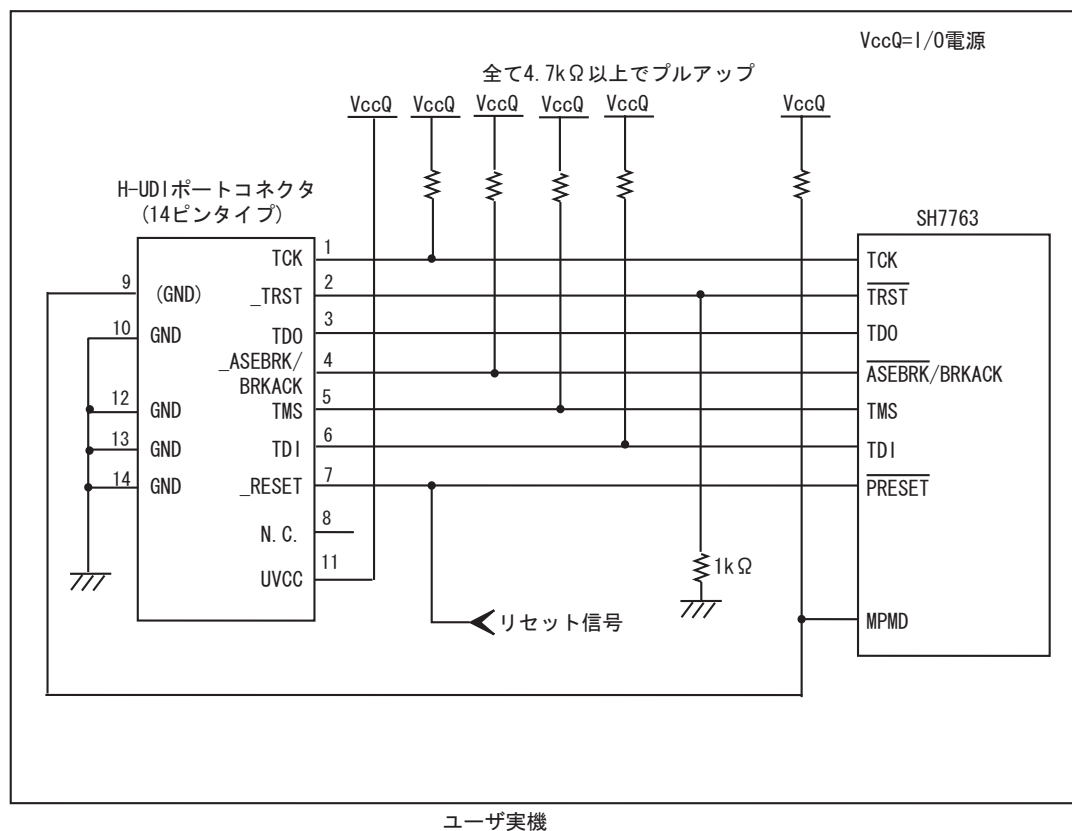 VccQ=I/O電源
全て4.7kΩ以上でプルアップ
VccQ VccQ VccQ VccQ VccQ VccQ
H-UDIポートコネクタ
(14ピンタイプ)
SH7763
TCK 1 TCK
9 (GND) _TRST 2 TRST
10 GND TDO 3 TDO
_ASEBRK/ 4 ASEBRK/BRKACK
BRKACK
12 GND TMS 5 TMS
13 GND TDI 6 TDI
14 GND _RESET 7 PRESET
N.C. 8
UVCC 11
1kΩ
リセット信号
MPMD
ユーザ実機